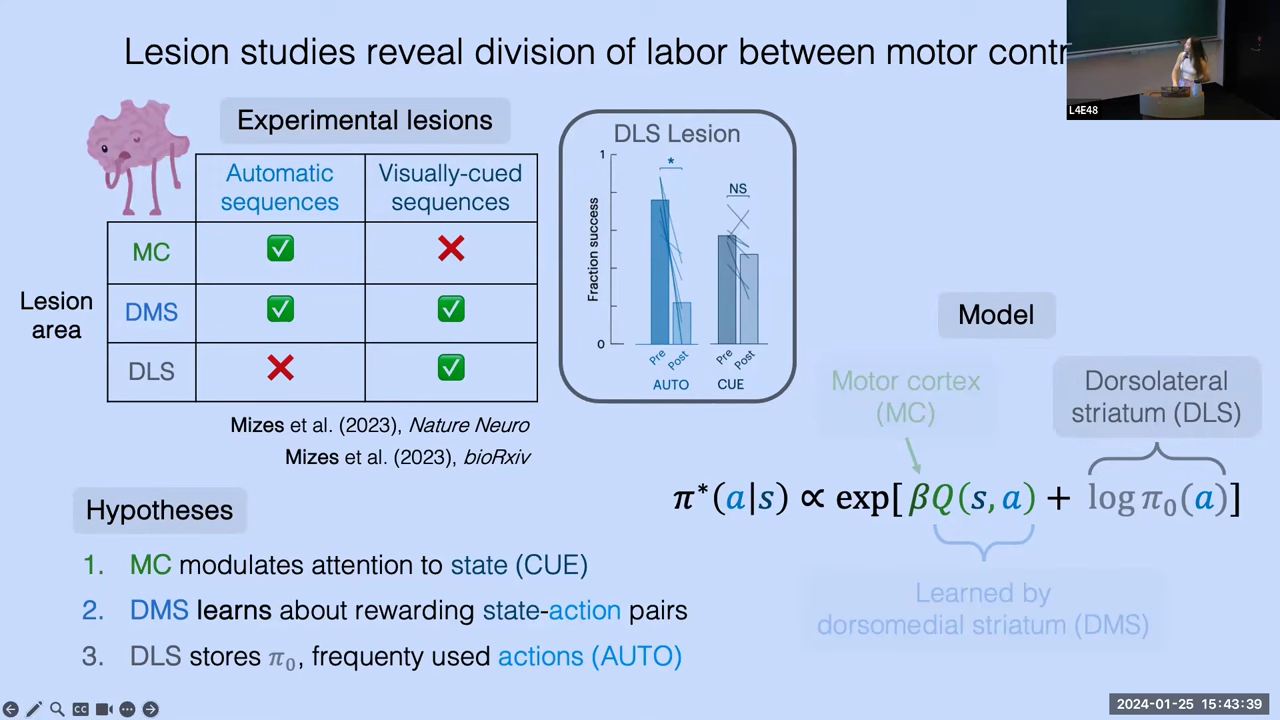 Lesion studies reveal division of labor between motor contr
L4E48
Experimental lesions
Automatic sequences
Visually-cued sequences
Lesion area
MC ✅ ❌
DMS ✅ ✅
DLS ❌ ✅
Mizes et al. (2023), Nature Neuro
Mizes et al. (2023), bioRxiv
DLS Lesion
Fraction success
1
0
*
NS
Pre
Post
Pre
Post
AUTO
CUE
Model
Motor cortex
(MC)
Dorsolateral
striatum (DLS)
π*(a|s) ∝ exp[ βQ(s, a) + log π₀(a)]
Learned by
dorsomedial striatum (DMS)
Hypotheses
1. MC modulates attention to state (CUE)
2. DMS learns about rewarding state-action pairs
3. DLS stores π₀, frequenty used actions (AUTO)
CC
2024-01-25 15:43:39